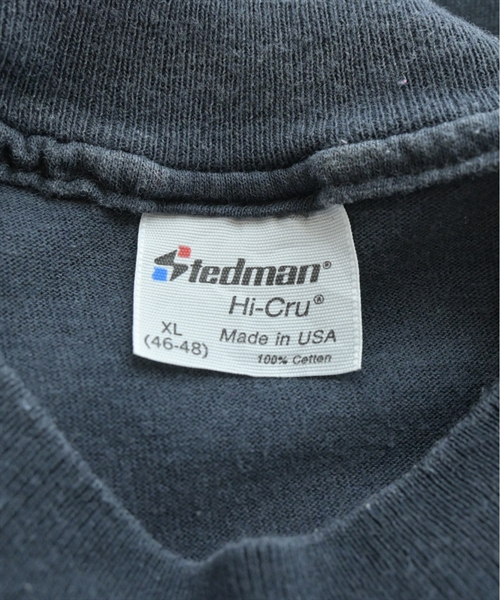 Stedman®
Hi-Cru®
XL
(46-48)
Made in USA
100% Cotton